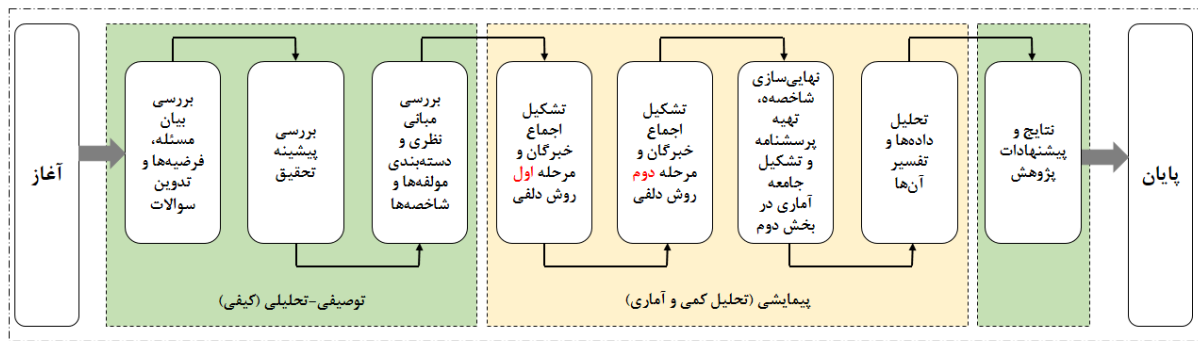 آغاز
بررسی
بیان
مسئله،
فرضیه‌ها و
تدوین
سوالات
بررسی
پیشینه
تحقیق
بررسی
مبانی
نظری و
دسته‌بندی
مولفه‌ها و
شاخصه‌ها
توصیفی-تحلیلی (کیفی)
تشکیل
اجماع
خبرگان و
مرحله اول
روش دلفی
تشکیل
اجماع
خبرگان و
مرحله دوم
روش دلفی
نهایی‌سازی
شاخصه‌ه،
تهیه
پرسشنامه
و تشکیل
جامعه
آماری در
بخش دوم
تحلیل
داده‌ها و
تفسیر
آن‌ها
پیمایشی (تحلیل کمی و آماری)
نتایج و
پیشنهادات
پژوهش
پایان